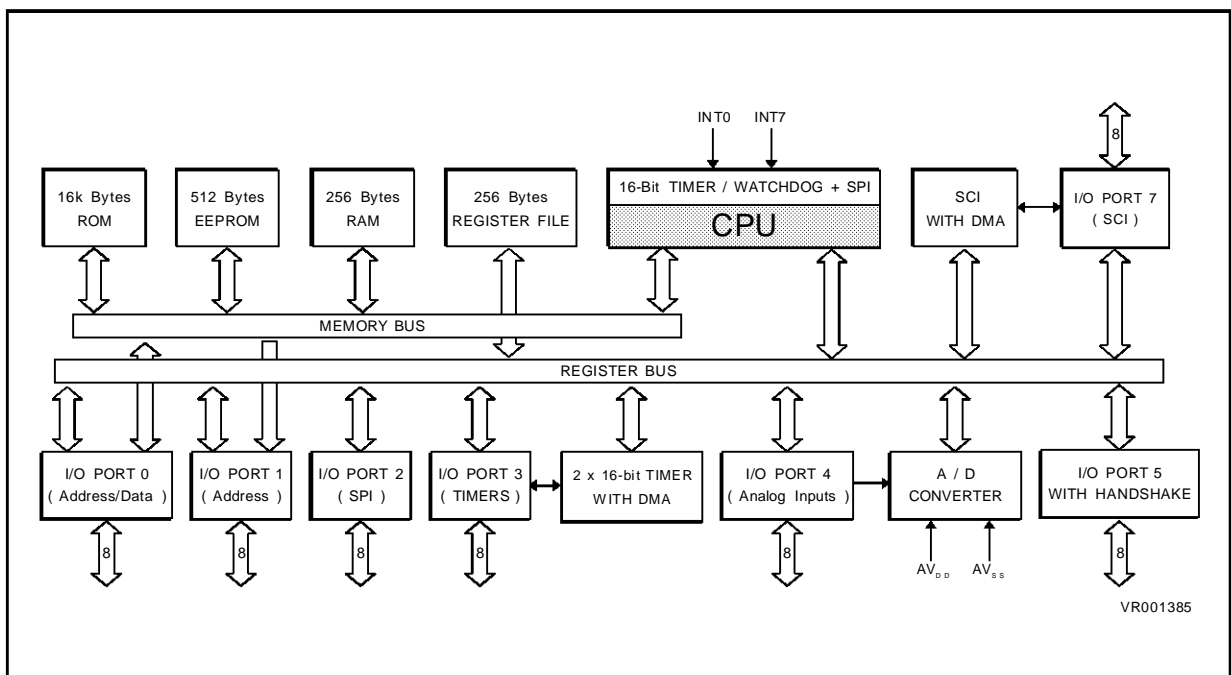 INT0 INT7
8
16k Bytes
ROM
512 Bytes
EEPROM
256 Bytes
RAM
256 Bytes
REGISTER FILE
16-Bit TIMER / WATCHDOG + SPI
CPU
SCI
WITH DMA
I/O PORT 7
( SCI )
MEMORY BUS
REGISTER BUS
I/O PORT 0
( Address/Data )
I/O PORT 1
( Address )
I/O PORT 2
( SPI )
I/O PORT 3
( TIMERS )
2 x 16-bit TIMER
WITH DMA
I/O PORT 4
( Analog Inputs )
A / D
CONVERTER
I/O PORT 5
WITH HANDSHAKE
8 8 8 8 8 8
AVDD AVSS
VR001385